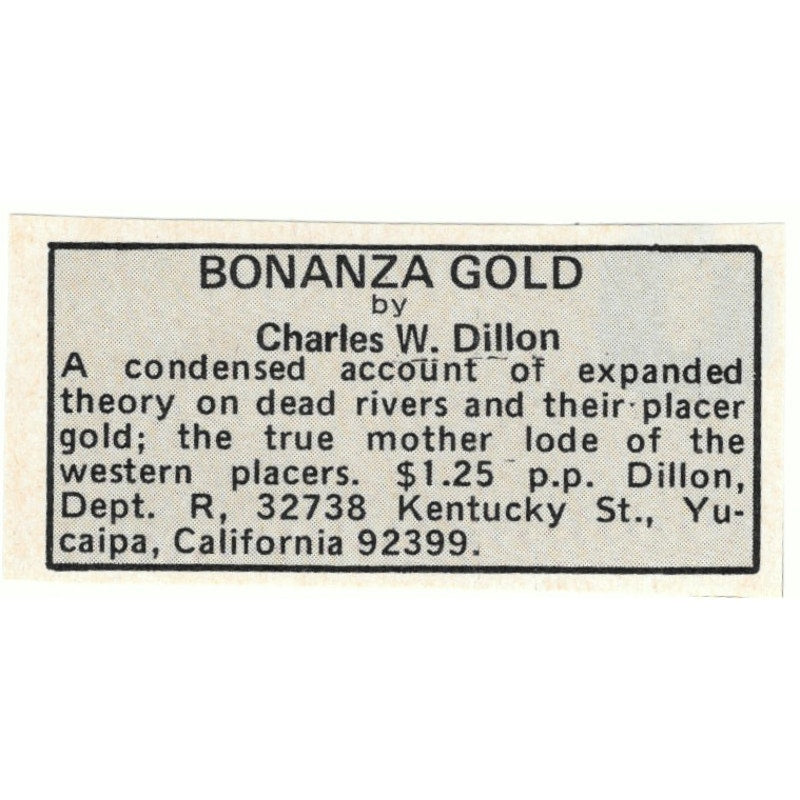 BONANZA GOLD
by
Charles W. Dillon
A condensed account of expanded
theory on dead rivers and their placer
gold; the true mother lode of the
western placers. $1.25 p.p. Dillon,
Dept. R, 32738 Kentucky St., Yu-
caipa, California 92399.